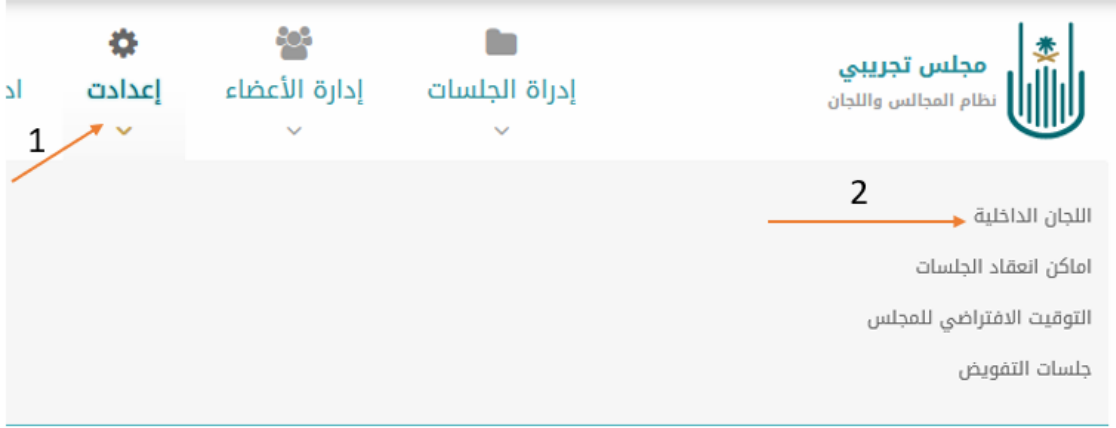 مجلس تجريبي
نظام المجالس واللجان
إدراة الجلسات
إدارة الأعضاء
إعدادت
اد
1
2
اللجان الداخلية
اماكن انعقاد الجلسات
التوقيت الافتراضي للمجلس
جلسات التفويض